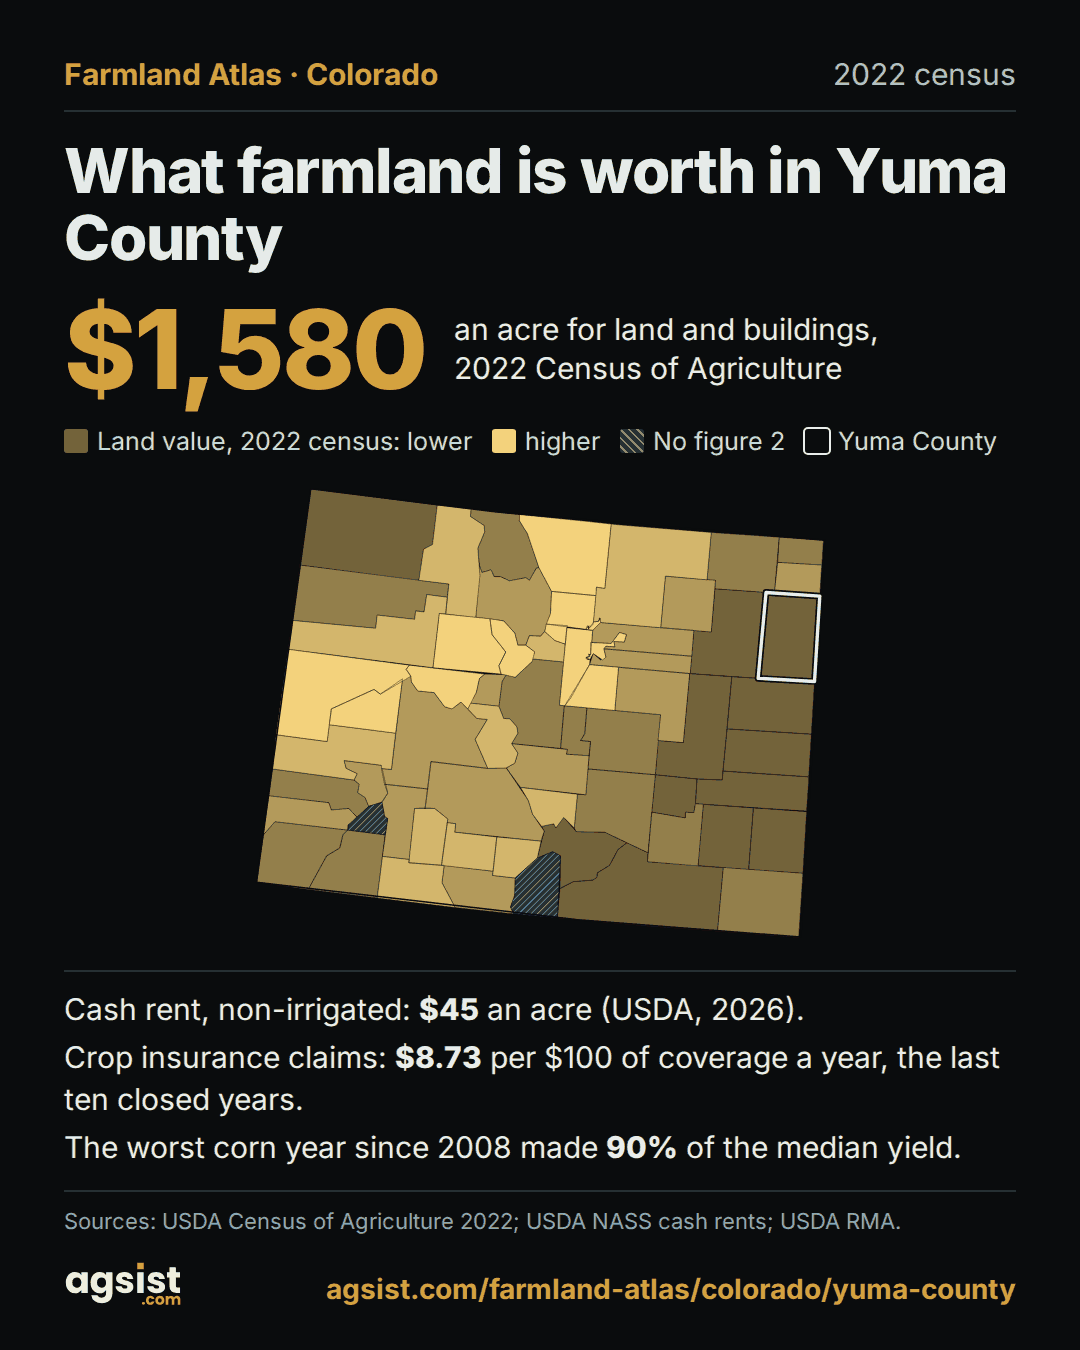 Farmland Atlas · Colorado
2022 census
What farmland is worth in Yuma
County
$1,580
an acre for land and buildings,
2022 Census of Agriculture
Land value, 2022 census: lower
higher
No figure 2
Yuma County
Cash rent, non-irrigated: $45 an acre (USDA, 2026).
Crop insurance claims: $8.73 per $100 of coverage a year, the last
ten closed years.
The worst corn year since 2008 made 90% of the median yield.
Sources: USDA Census of Agriculture 2022; USDA NASS cash rents; USDA RMA.
agsist
.com
agsist.com/farmland-atlas/colorado/yuma-county